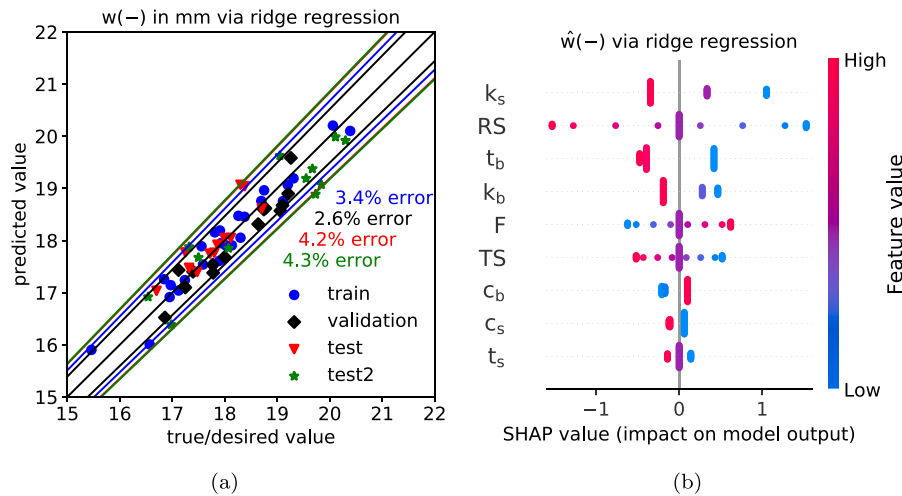 w(−) in mm via ridge regression
22
21
20
19
18
17
16
15
predicted value
3.4% error
2.6% error
4.2% error
4.3% error
train
validation
test
test2
15 16 17 18 19 20 21 22
true/desired value
(a)
ŵ(−) via ridge regression
High
k_s
RS
t_b
k_b
F
TS
c_b
c_s
t_s
Low
Feature value
−1 0 1
SHAP value (impact on model output)
(b)